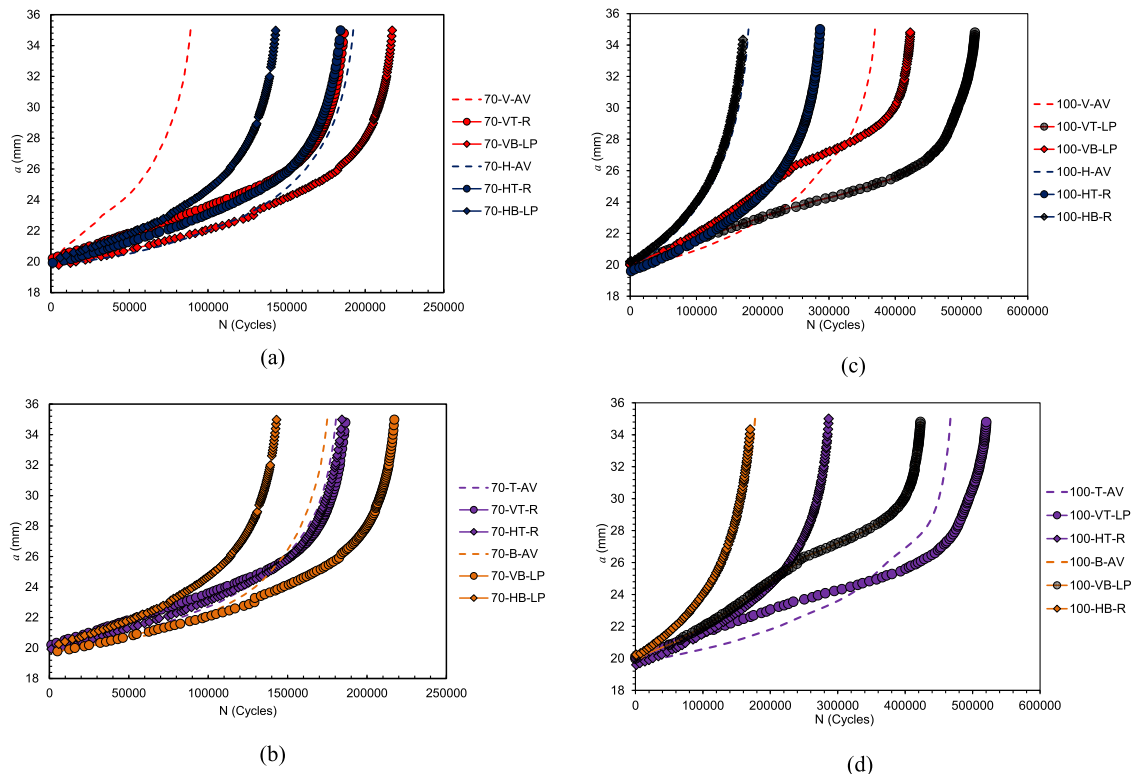 36
34
32
30
28
26
24
22
20
18
a (mm)
0 50000 100000 150000 200000 250000
N (Cycles)
70-V-AV
70-VT-R
70-VB-LP
70-H-AV
70-HT-R
70-HB-LP
(a)
36
34
32
30
28
26
24
22
20
18
a (mm)
0 100000 200000 300000 400000 500000 600000
N (Cycles)
100-V-AV
100-VT-LP
100-VB-LP
100-H-AV
100-HT-R
100-HB-R
(c)
36
34
32
30
28
26
24
22
20
18
a (mm)
0 50000 100000 150000 200000 250000
N (Cycles)
70-T-AV
70-VT-R
70-HT-R
70-B-AV
70-VB-LP
70-HB-LP
(b)
36
34
32
30
28
26
24
22
20
18
a (mm)
0 100000 200000 300000 400000 500000 600000
N (Cycles)
100-T-AV
100-VT-LP
100-HT-R
100-B-AV
100-VB-LP
100-HB-R
(d)